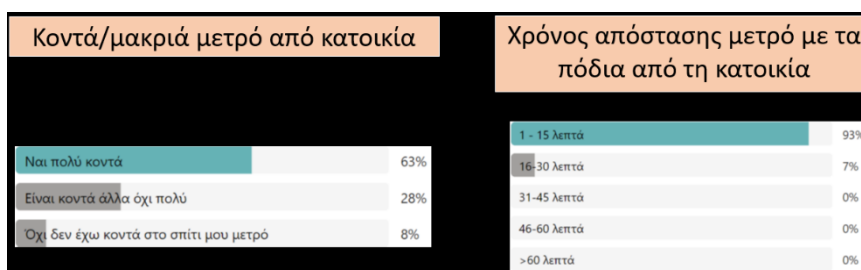 Κοντά/μακριά μετρό από κατοικία
Ναι πολύ κοντά 63%
Είναι κοντά άλλα όχι πολύ 28%
Όχι δεν έχω κοντά στο σπίτι μου μετρό 8%
Χρόνος απόστασης μετρό με τα
πόδια από τη κατοικία
1 - 15 λεπτά 93%
16-30 λεπτά 7%
31-45 λεπτά 0%
46-60 λεπτά 0%
>60 λεπτά 0%